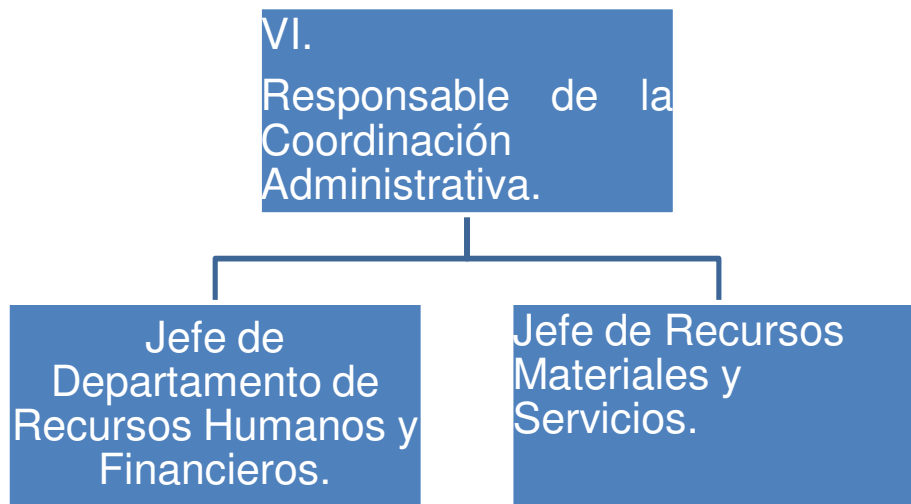 VI.
Responsable de la
Coordinación
Administrativa.
Jefe de
Departamento de
Recursos Humanos y
Financieros.
Jefe de Recursos
Materiales y
Servicios.